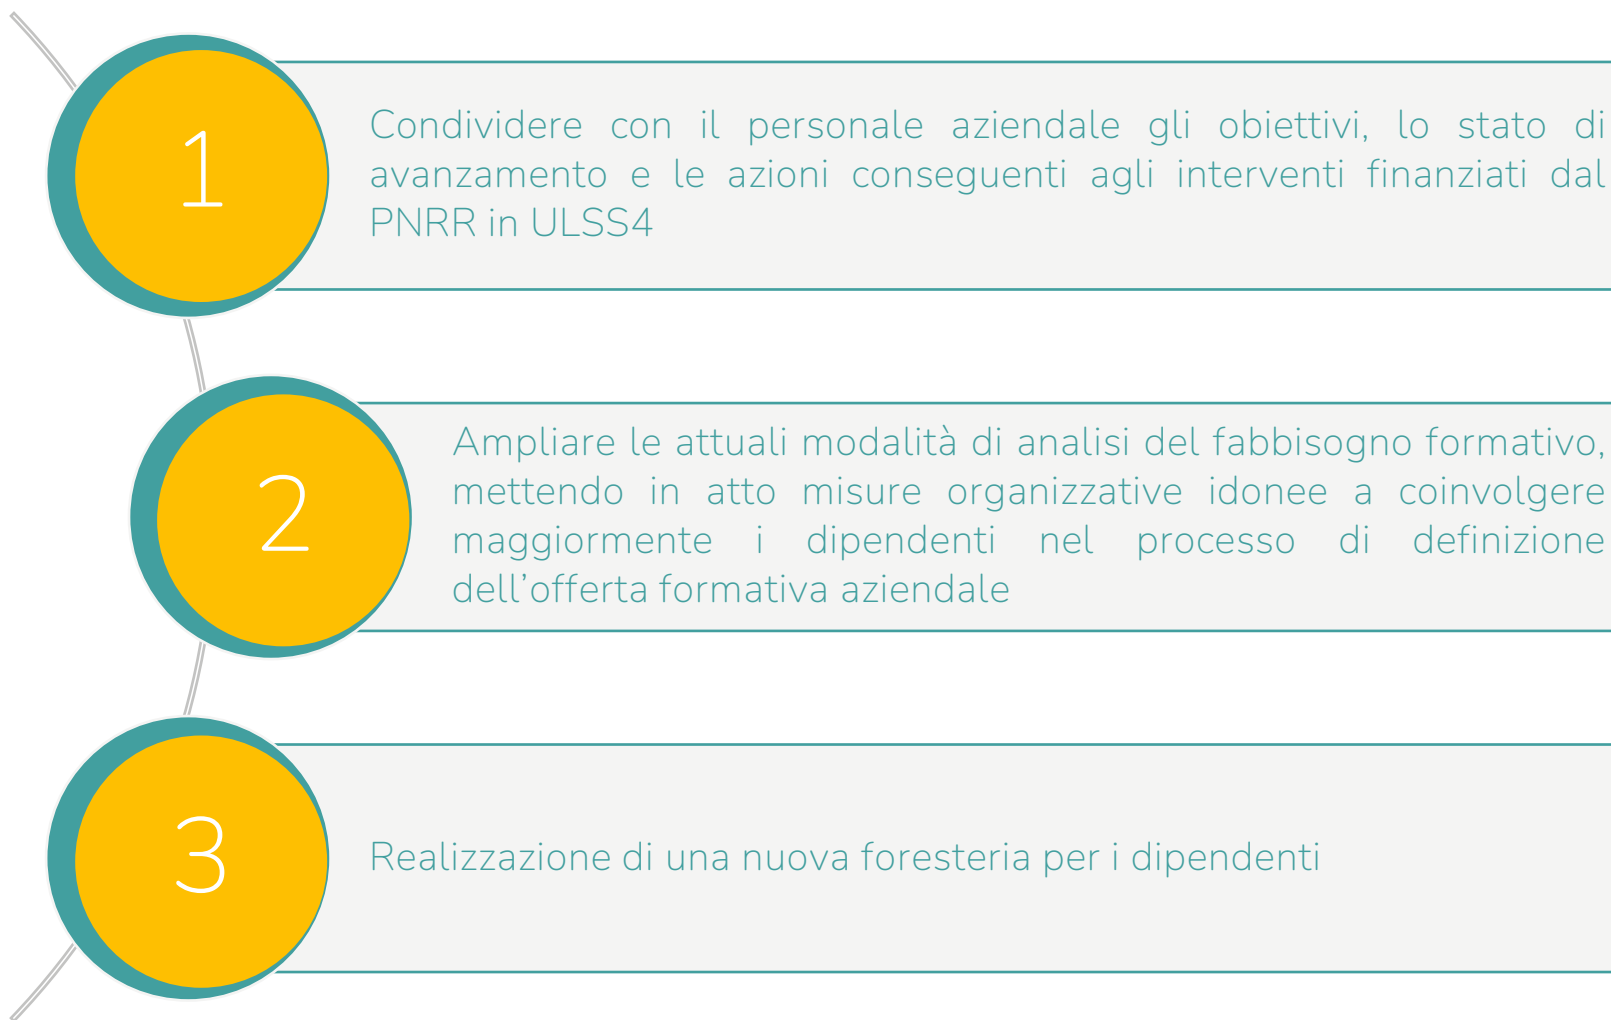 1
Condividere con il personale aziendale gli obiettivi, lo stato di
avanzamento e le azioni conseguenti agli interventi finanziati dal
PNRR in ULSS4
2
Ampliare le attuali modalità di analisi del fabbisogno formativo,
mettendo in atto misure organizzative idonee a coinvolgere
maggiormente i dipendenti nel processo di definizione
dell’offerta formativa aziendale
3
Realizzazione di una nuova foresteria per i dipendenti